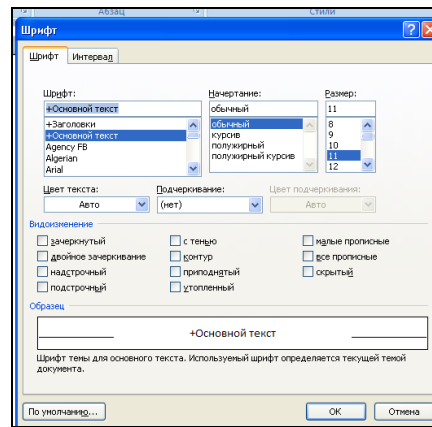 Абзац Стили
Шрифт
Шрифт Интервал
Шрифт: Начертание: Размер:
+Основной текст обычный 11
+Заголовки обычный 8
+Основной текст курсив 9
Agency FB полужирный 10
Algerian полужирный курсив 11
Arial 12
Цвет текста: Подчеркивание: Цвет подчеркивания:
Авто (нет) Авто
Видоизменение
зачеркнутый с тенью малые прописные
двойное зачеркивание контур все прописные
надстрочный приподнятый скрытый
подстрочный утопленный
Образец
+Основной текст
Шрифт темы для основного текста. Используемый шрифт определяется текущей темой
документа.
По умолчанию... ОК Отмена